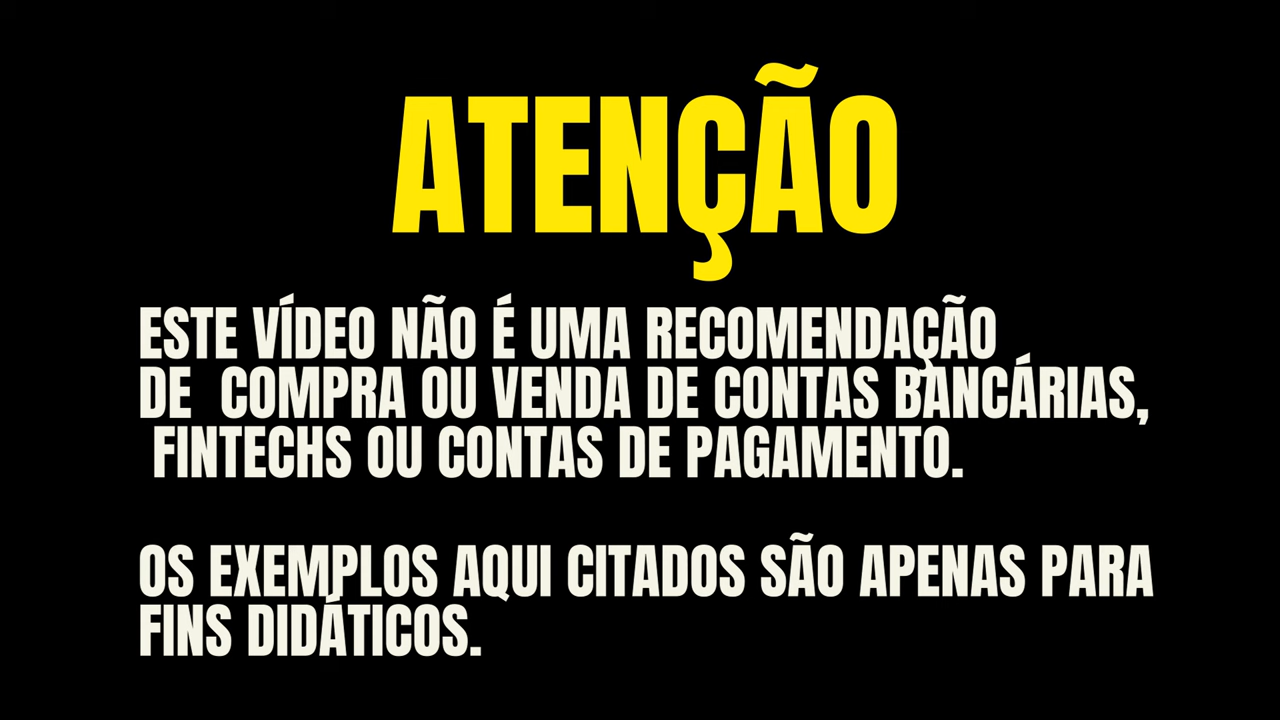 ATENÇÃO
ESTE VÍDEO NÃO É UMA RECOMENDAÇÃO
DE COMPRA OU VENDA DE CONTAS BANCÁRIAS,
FINTECHS OU CONTAS DE PAGAMENTO.
OS EXEMPLOS AQUI CITADOS SÃO APENAS PARA
FINS DIDÁTICOS.